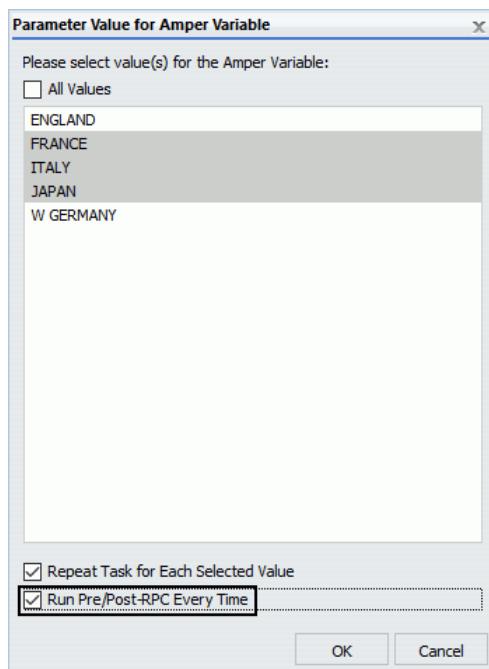 Parameter Value for Amper Variable
Please select value(s) for the Amper Variable:
All Values
ENGLAND
FRANCE
ITALY
JAPAN
W GERMANY
Repeat Task for Each Selected Value
Run Pre/Post-RPC Every Time
OK Cancel